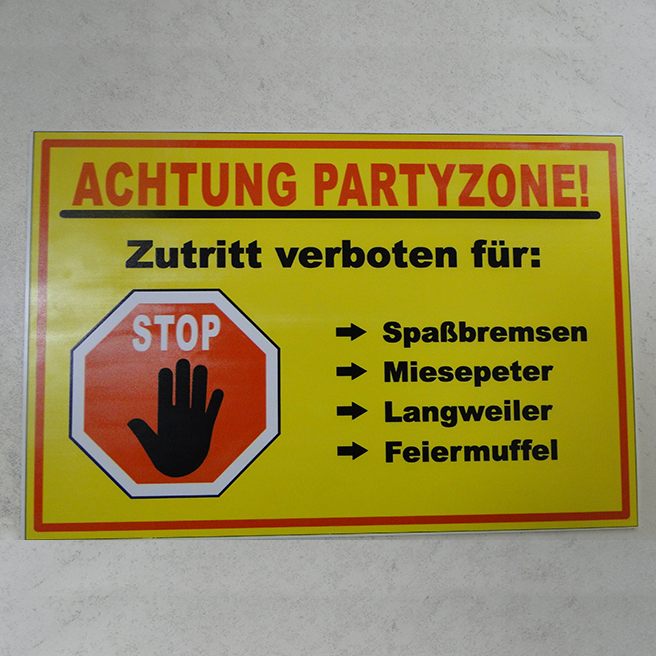 ACHTUNG PARTYZONE!
Zutritt verboten für:
STOP
Spaßbremsen
Miesepeter
Langweiler
Feiermuffel